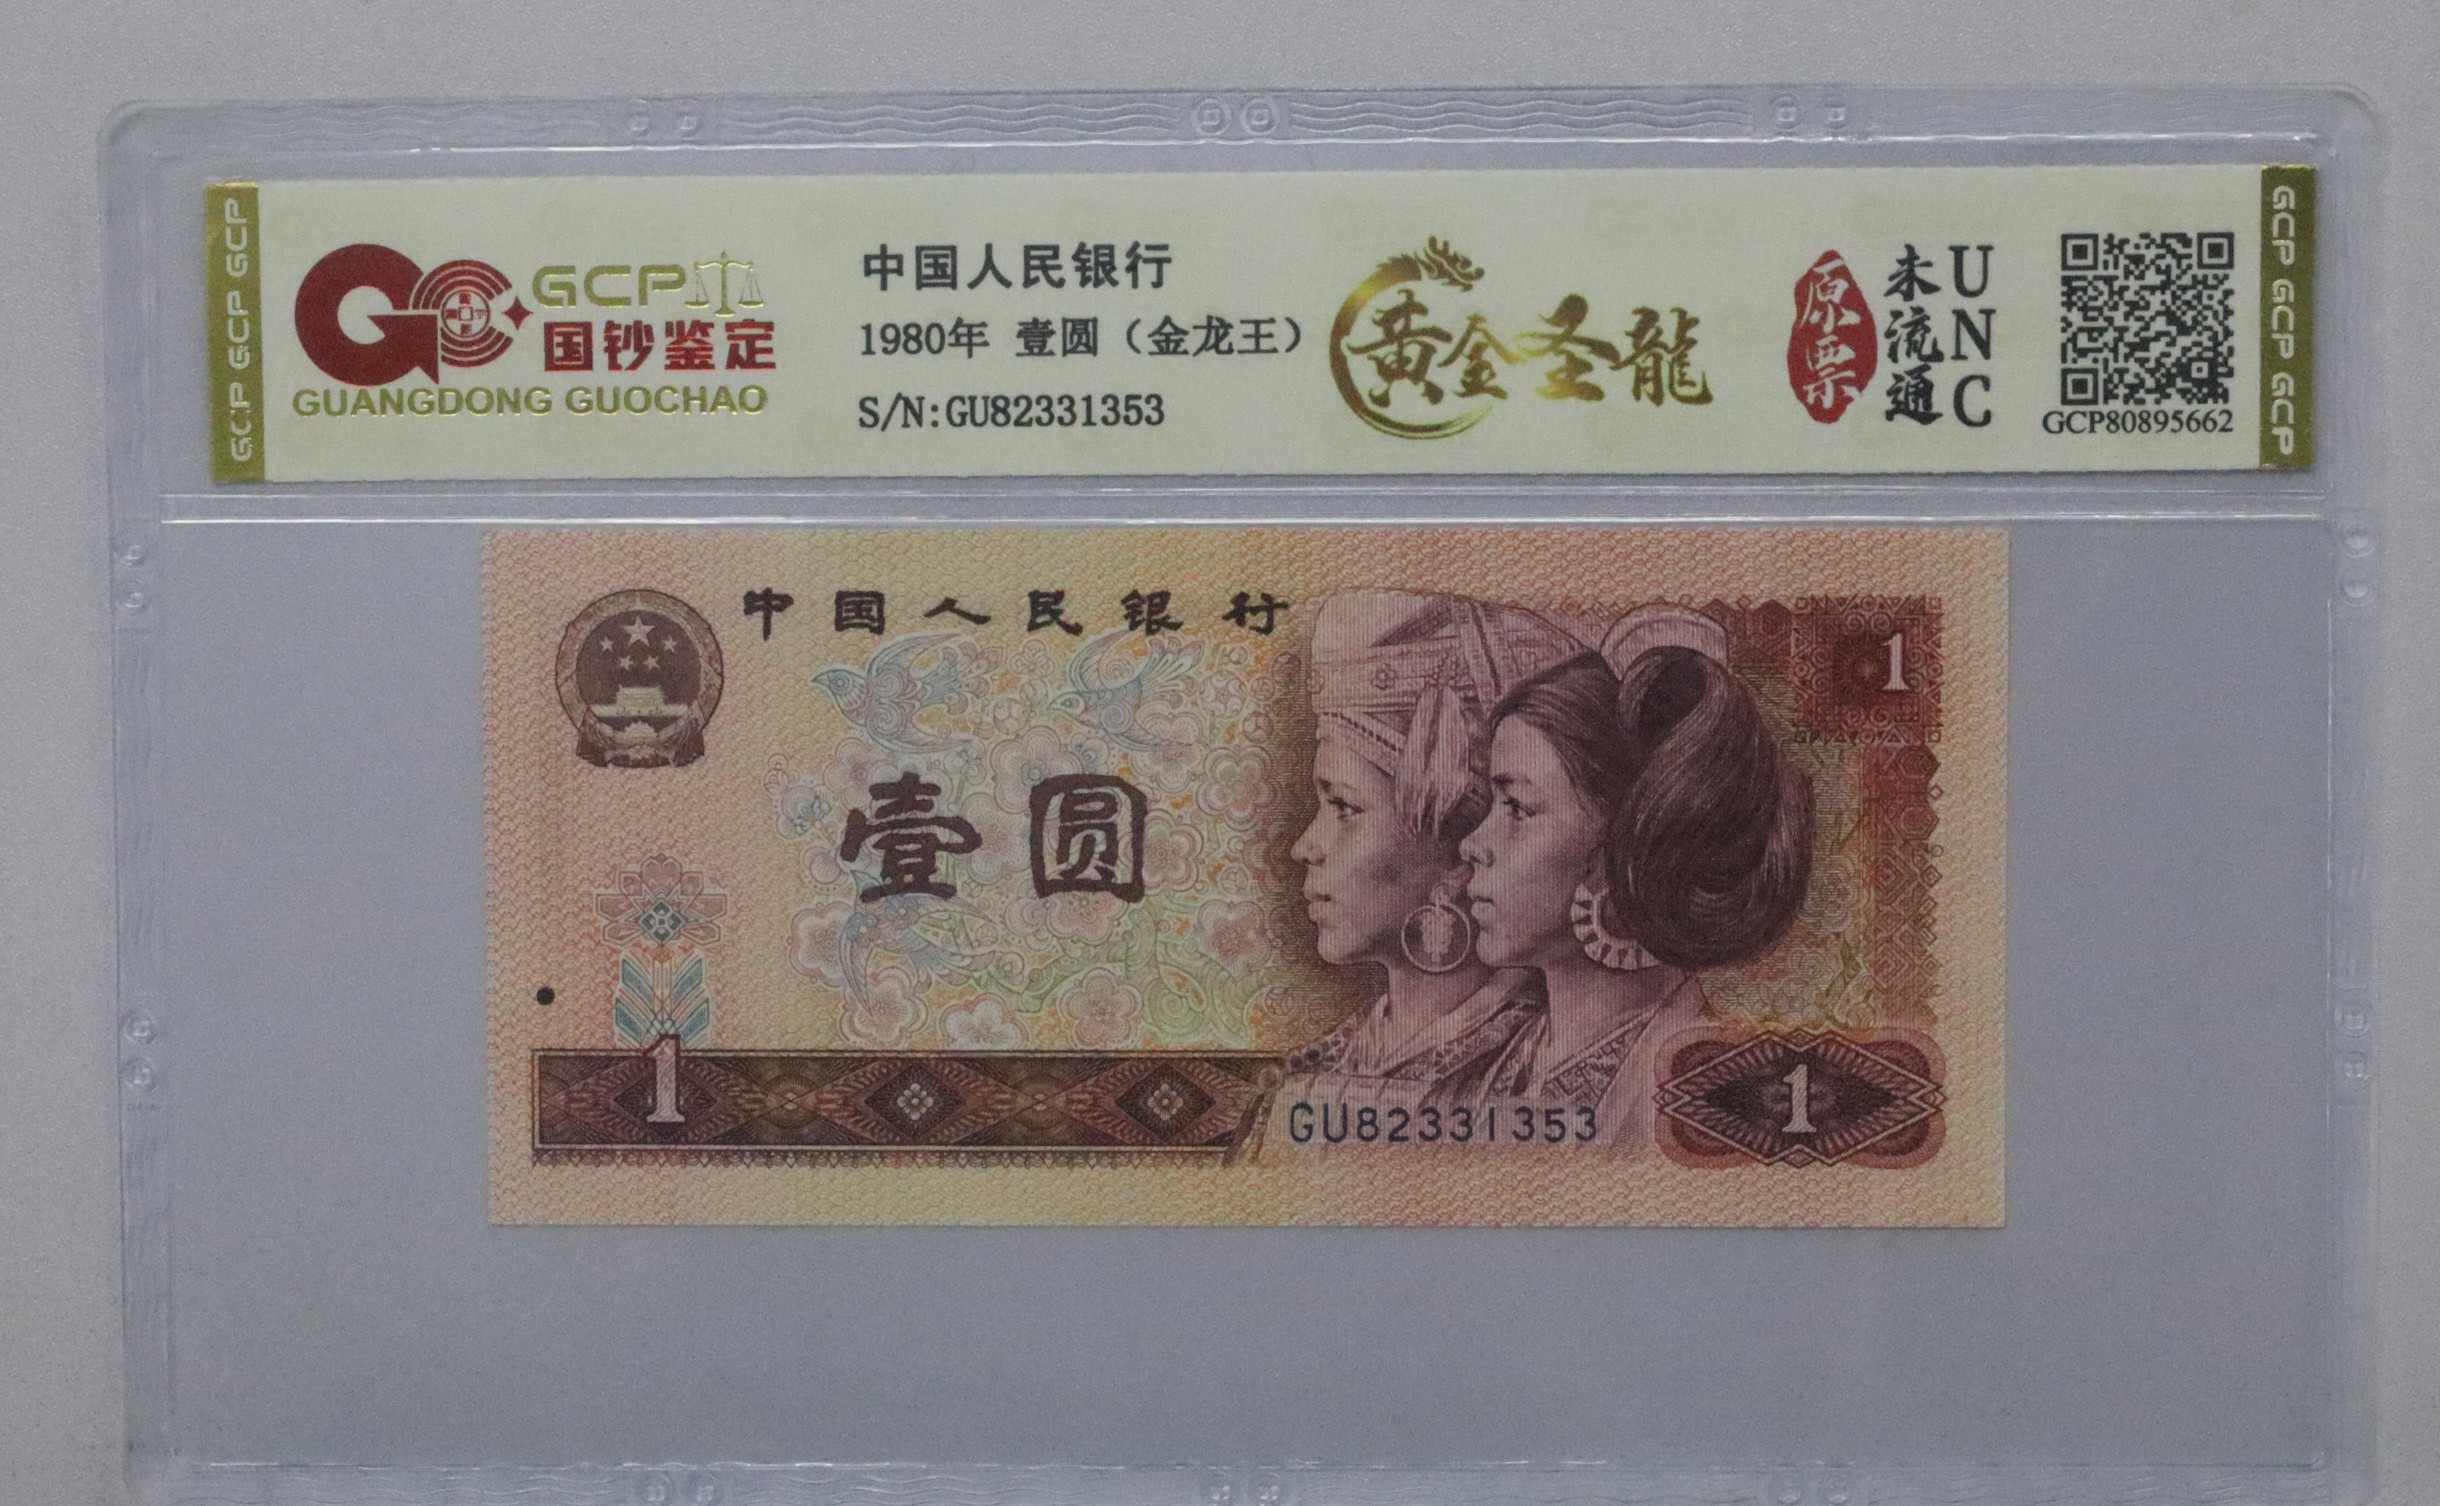 GCP GCP GCP
GCP
国钞鉴定
GUANGDONG GUOCHAO
中国人民银行
1980年 壹圆（金龙王）
S/N:GU82331353
黄金圣龍
原票
未流通
UNC
GCP80895662
GCP GCP GCP
中国人民银行
1
壹圆
1
GU82331353
1